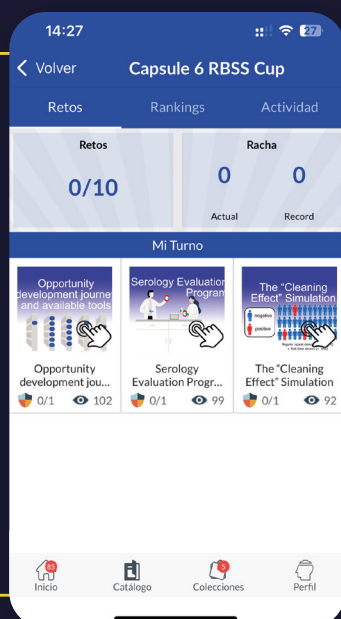 14:27
27
Volver
Capsule 6 RBSS Cup
Retos
Rankings
Actividad
Retos
0/10
Racha
0
0
Actual
Record
Mi Turno
Opportunity
development journey
and available tools
Serology Evaluation
Program
The "Cleaning
Effect" Simulation
negative
positive
Opportunity
development jou...
0/1
102
Serology
Evaluation Progr...
0/1
99
The "Cleaning
Effect" Simulation
0/1
92
85
Inicio
Catálogo
5
Colecciones
Perfil